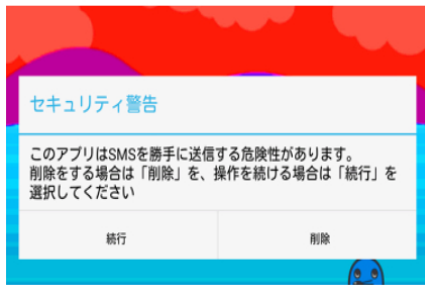 セキュリティ警告
このアプリはSMSを勝手に送信する危険性があります。
削除をする場合は「削除」を、操作を続ける場合は「続行」を
選択してください
続行
削除